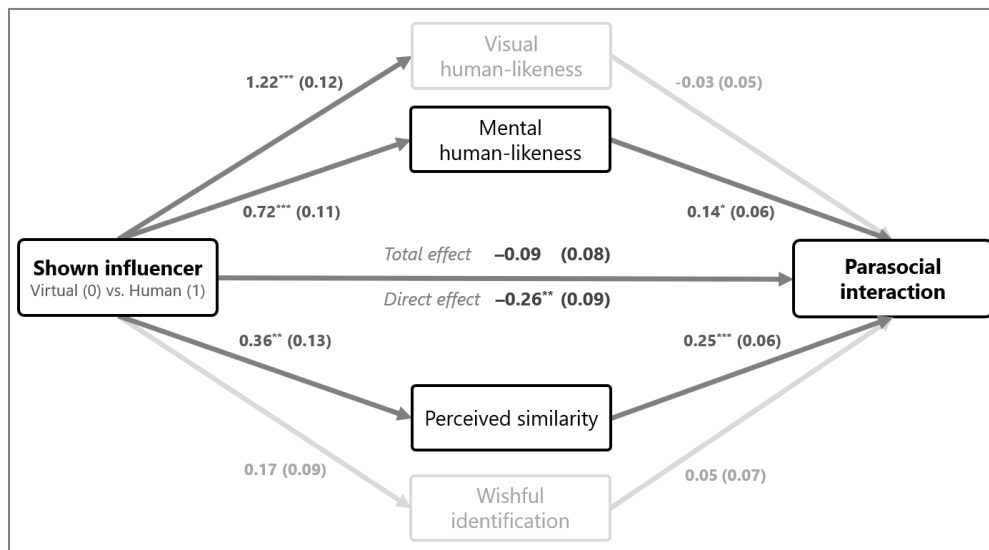 Visual
human-likeness
1.22*** (0.12)
-0.03 (0.05)
Mental
human-likeness
0.72*** (0.11)
0.14* (0.06)
Total effect –0.09 (0.08)
Shown influencer
Virtual (0) vs. Human (1)
Parasocial
interaction
Direct effect –0.26** (0.09)
0.36** (0.13)
0.25*** (0.06)
Perceived similarity
0.17 (0.09)
0.05 (0.07)
Wishful
identification